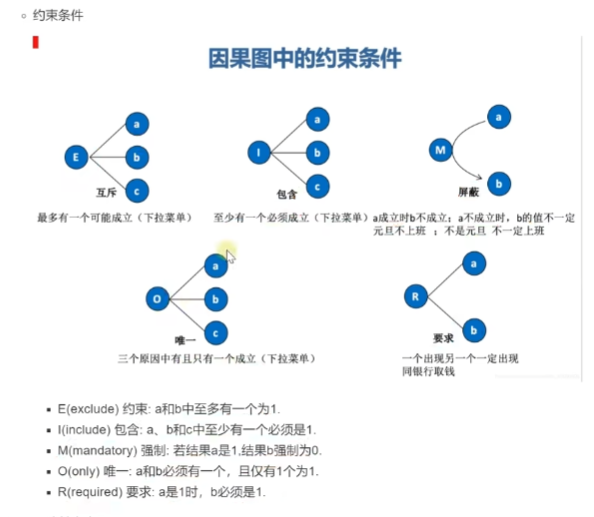 约束条件
因果图中的约束条件
a
a
a
E
b
I
b
M
c
c
b
互斥
包含
屏蔽
最多有一个可能成立（下拉菜单）
至少有一个必须成立（下拉菜单）
a成立时b不成立；a不成立时，b的值不一定
元旦不上班 ；不是元旦 不一定上班
a
a
O
b
R
c
b
唯一
要求
三个原因中有且只有一个成立（下拉菜单）
一个出现另一个一定出现
同银行取钱
E(exclude) 约束: a和b中至多有一个为1.
I(include) 包含: a、b和c中至少有一个必须是1.
M(mandatory) 强制: 若结果a是1,结果b强制为0.
O(only) 唯一: a和b必须有一个，且仅有1个为1.
R(required) 要求: a是1时，b必须是1.